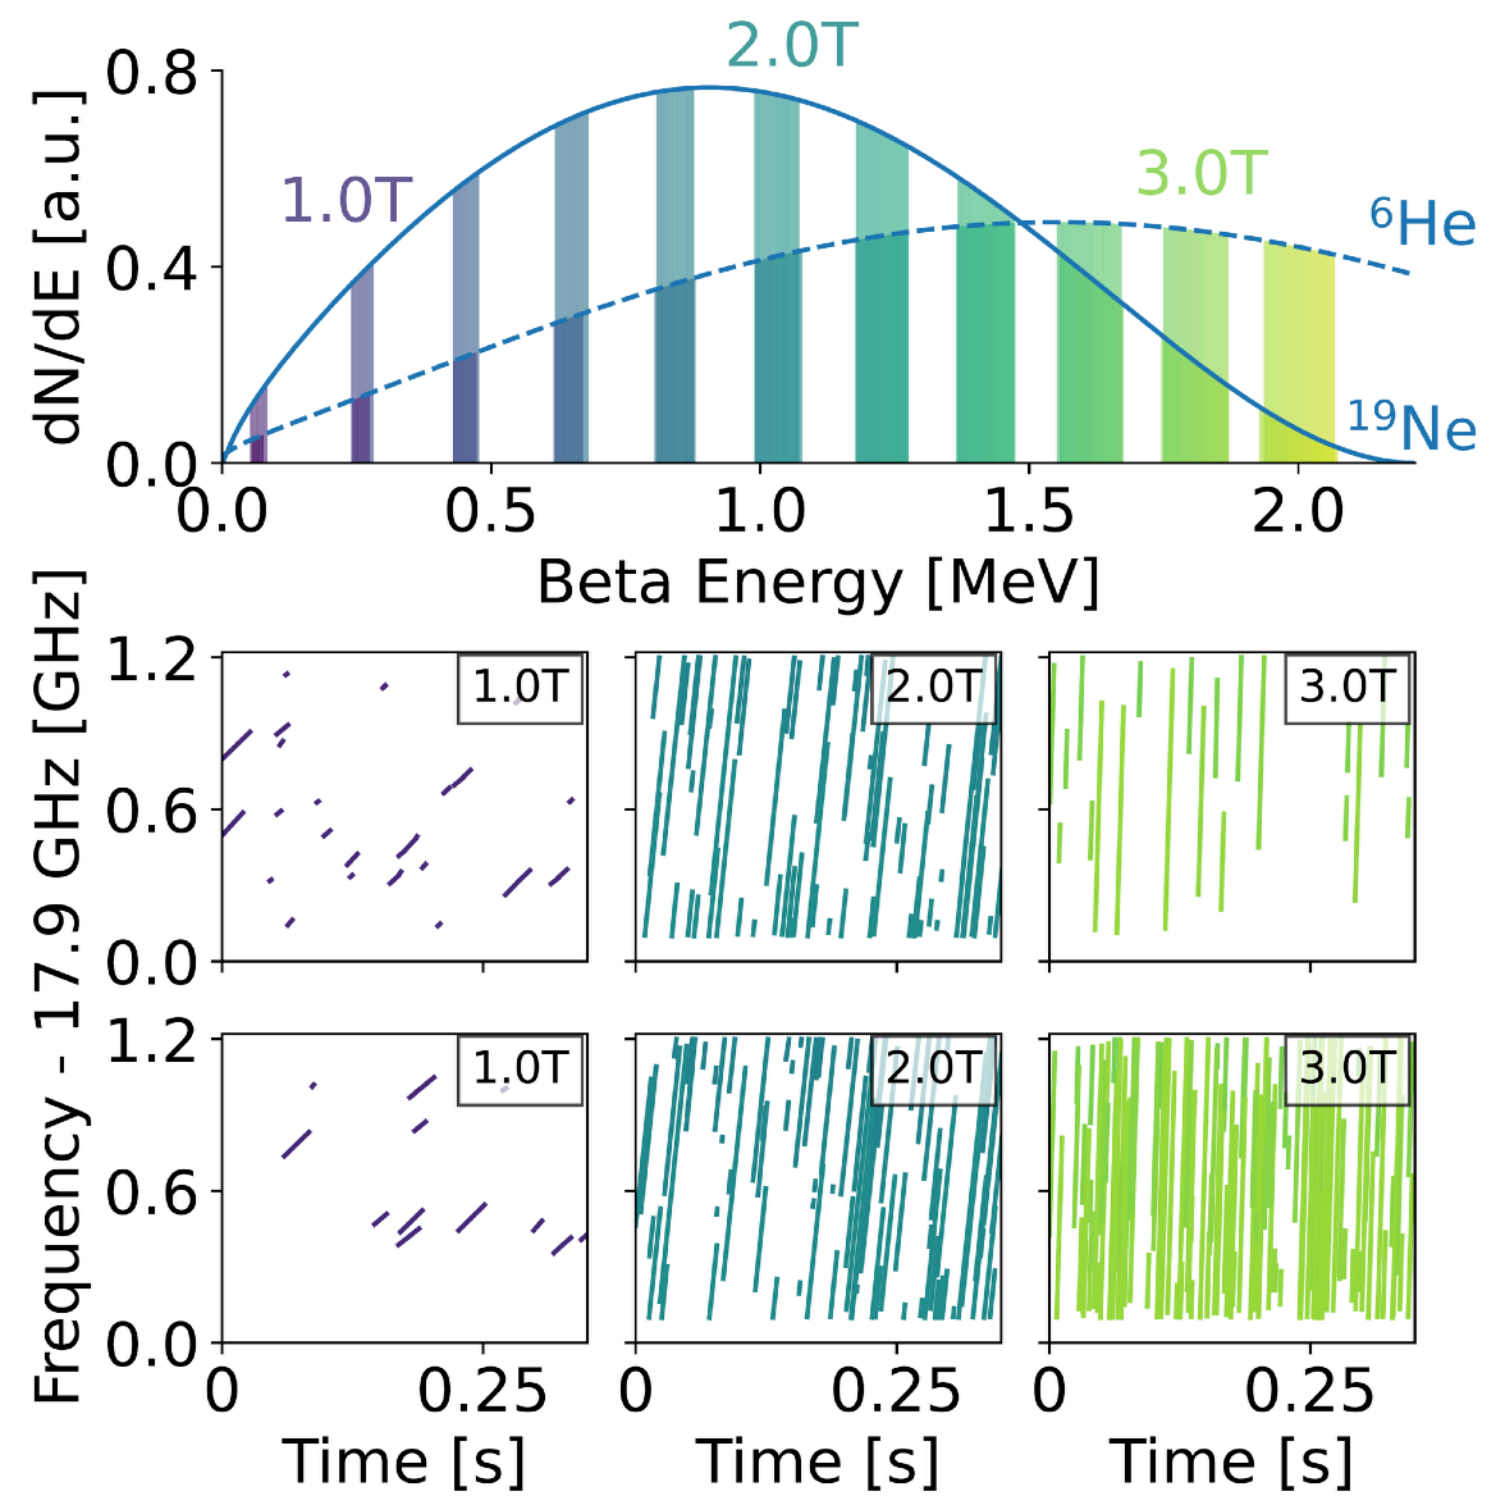 2.0T
0.8
dN/dE [a.u.]
1.0T
3.0T
⁶He
0.4
¹⁹Ne
0.0
0.0 0.5 1.0 1.5 2.0
Beta Energy [MeV]
Frequency - 17.9 GHz [GHz]
1.2
1.0T 2.0T 3.0T
0.6
0.0
1.2
1.0T 2.0T 3.0T
0.6
0.0
0 0.25 0 0.25 0 0.25
Time [s] Time [s] Time [s]